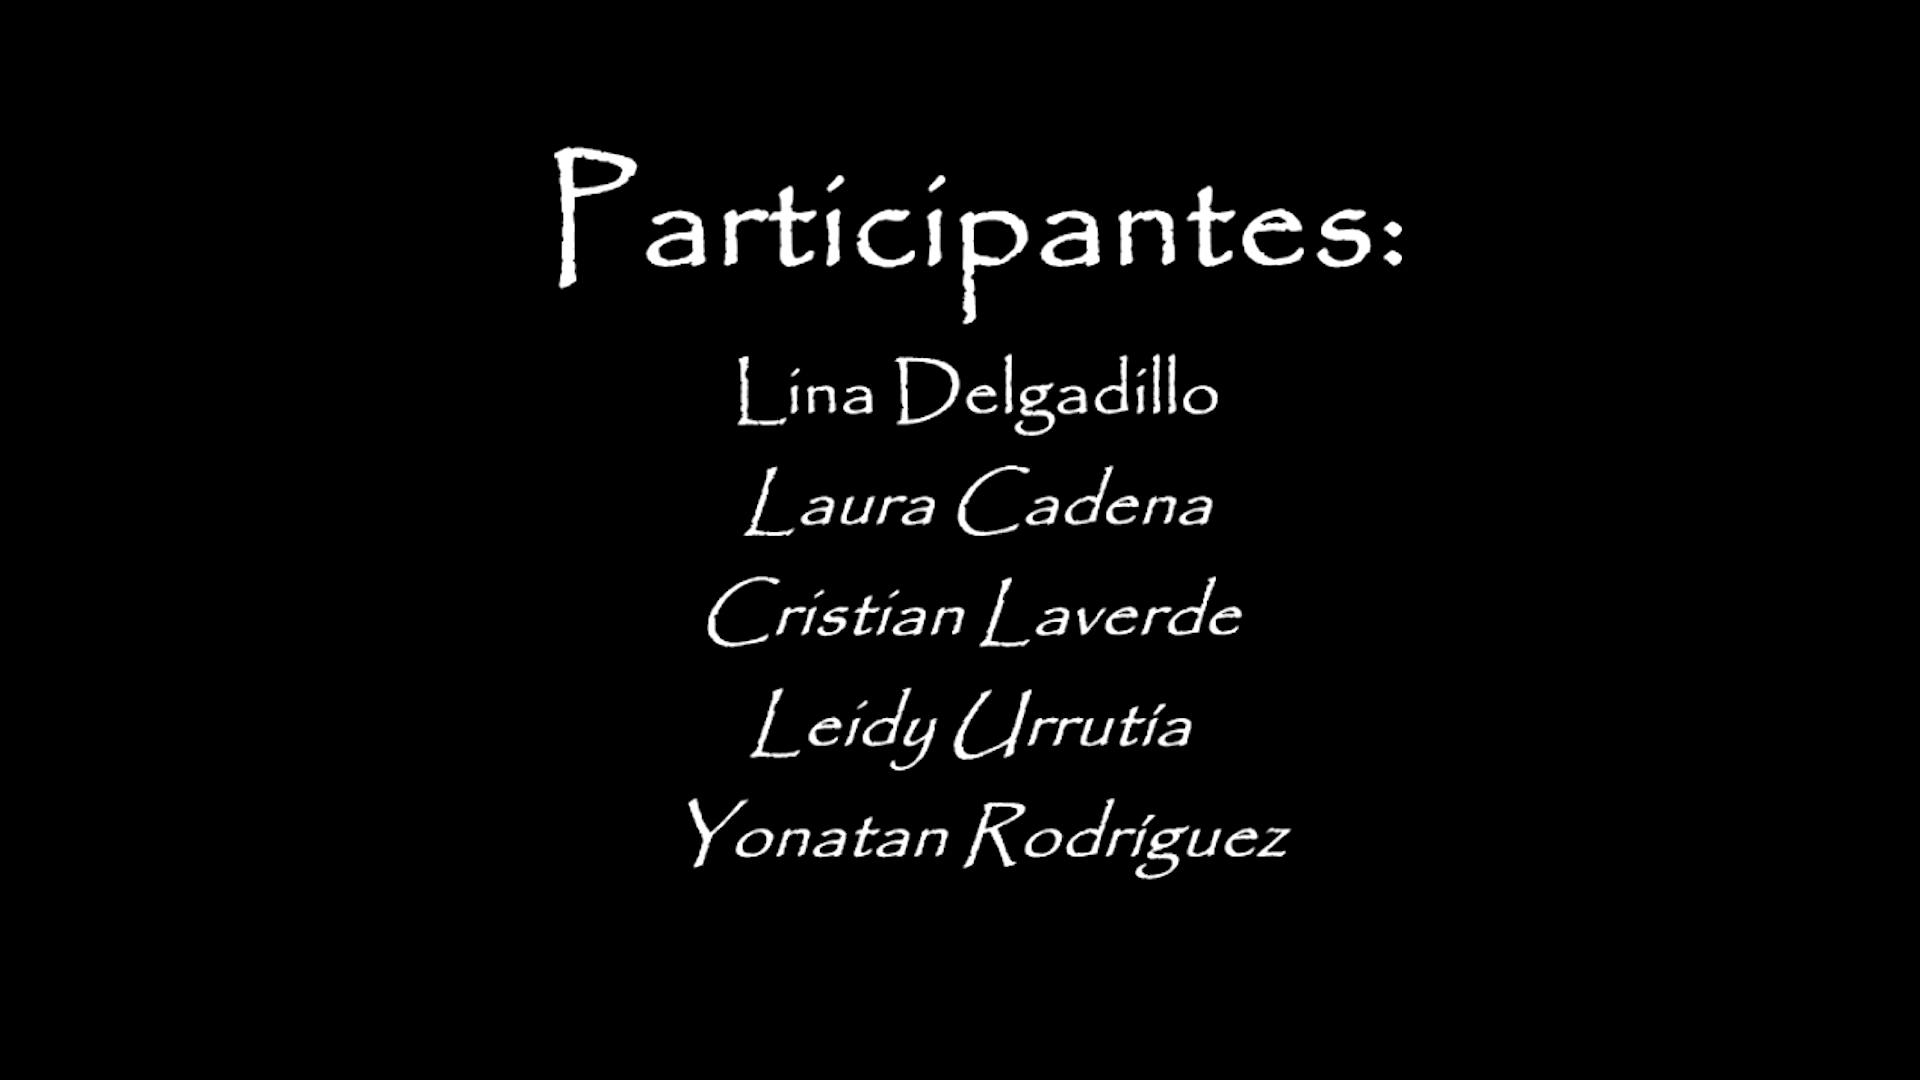 Participantes:
Lina Delgadillo
Laura Cadena
Cristian Laverde
Leidy Urrutía
Yonatan Rodríguez